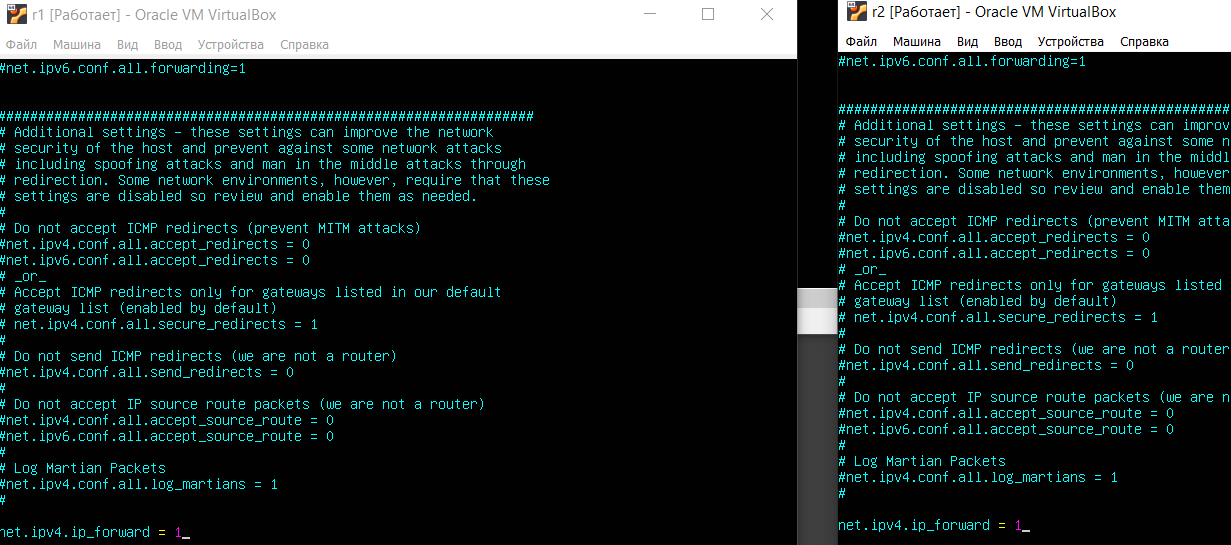 r1 [Работает] - Oracle VM VirtualBox
Файл Машина Вид Ввод Устройства Справка
#net.ipv6.conf.all.forwarding=1
###################################################################
# Additional settings - these settings can improve the network
# security of the host and prevent against some network attacks
# including spoofing attacks and man in the middle attacks through
# redirection. Some network environments, however, require that these
# settings are disabled so review and enable them as needed.
#
# Do not accept ICMP redirects (prevent MITM attacks)
#net.ipv4.conf.all.accept_redirects = 0
#net.ipv6.conf.all.accept_redirects = 0
# _or_
# Accept ICMP redirects only for gateways listed in our default
# gateway list (enabled by default)
# net.ipv4.conf.all.secure_redirects = 1
#
# Do not send ICMP redirects (we are not a router)
#net.ipv4.conf.all.send_redirects = 0
#
# Do not accept IP source route packets (we are not a router)
#net.ipv4.conf.all.accept_source_route = 0
#net.ipv6.conf.all.accept_source_route = 0
#
# Log Martian Packets
#net.ipv4.conf.all.log_martians = 1
#
net.ipv4.ip_forward = 1_
r2 [Работает] - Oracle VM VirtualBox
Файл Машина Вид Ввод Устройства Справка
#net.ipv6.conf.all.forwarding=1
#################################################
# Additional settings - these settings can improv
# security of the host and prevent against some n
# including spoofing attacks and man in the middl
# redirection. Some network environments, however
# settings are disabled so review and enable them
#
# Do not accept ICMP redirects (prevent MITM atta
#net.ipv4.conf.all.accept_redirects = 0
#net.ipv6.conf.all.accept_redirects = 0
# _or_
# Accept ICMP redirects only for gateways listed
# gateway list (enabled by default)
# net.ipv4.conf.all.secure_redirects = 1
#
# Do not send ICMP redirects (we are not a router
#net.ipv4.conf.all.send_redirects = 0
#
# Do not accept IP source route packets (we are n
#net.ipv4.conf.all.accept_source_route = 0
#net.ipv6.conf.all.accept_source_route = 0
#
# Log Martian Packets
#net.ipv4.conf.all.log_martians = 1
#
net.ipv4.ip_forward = 1_